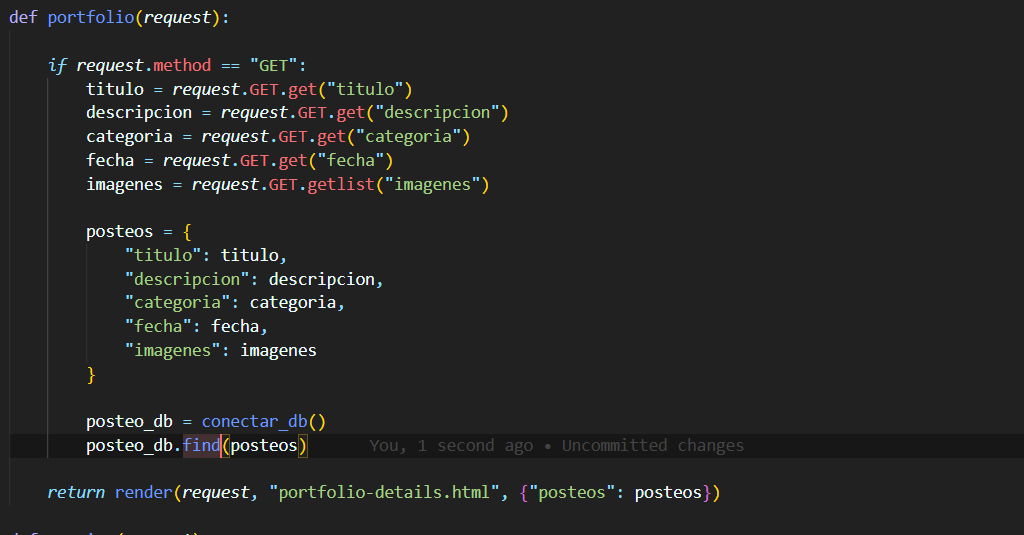 def portfolio(request):
if request.method == "GET":
titulo = request.GET.get("titulo")
descripcion = request.GET.get("descripcion")
categoria = request.GET.get("categoria")
fecha = request.GET.get("fecha")
imagenes = request.GET.getlist("imagenes")
posteos = {
"titulo": titulo,
"descripcion": descripcion,
"categoria": categoria,
"fecha": fecha,
"imagenes": imagenes
}
posteo_db = conectar_db()
posteo_db.find(posteos) You, 1 second ago • Uncommitted changes
return render(request, "portfolio-details.html", {"posteos": posteos})